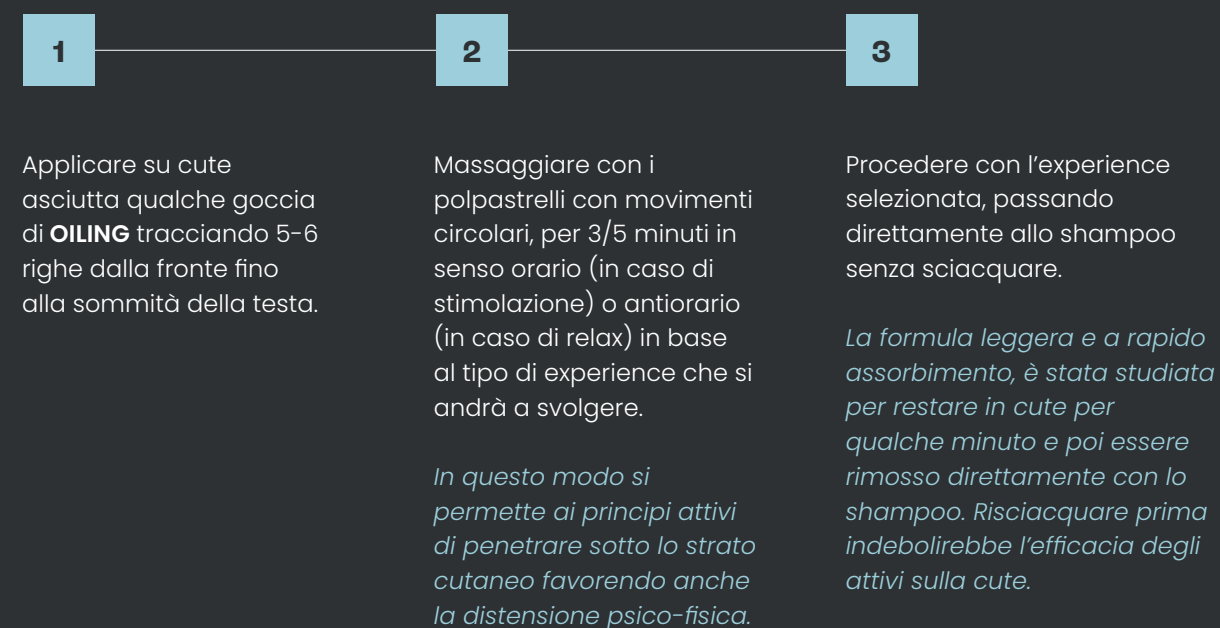 1
Applicare su cute
asciutta qualche goccia
di OILING tracciando 5-6
righe dalla fronte fino
alla sommità della testa.
2
Massaggiare con i
polpastrelli con movimenti
circolari, per 3/5 minuti in
senso orario (in caso di
stimolazione) o antiorario
(in caso di relax) in base
al tipo di experience che si
andrà a svolgere.
In questo modo si
permette ai principi attivi
di penetrare sotto lo strato
cutaneo favorendo anche
la distensione psico-fisica.
3
Procedere con l’experience
selezionata, passando
direttamente allo shampoo
senza sciacquare.
La formula leggera e a rapido
assorbimento, è stata studiata
per restare in cute per
qualche minuto e poi essere
rimosso direttamente con lo
shampoo. Risciacquare prima
indebolirebbe l’efficacia degli
attivi sulla cute.